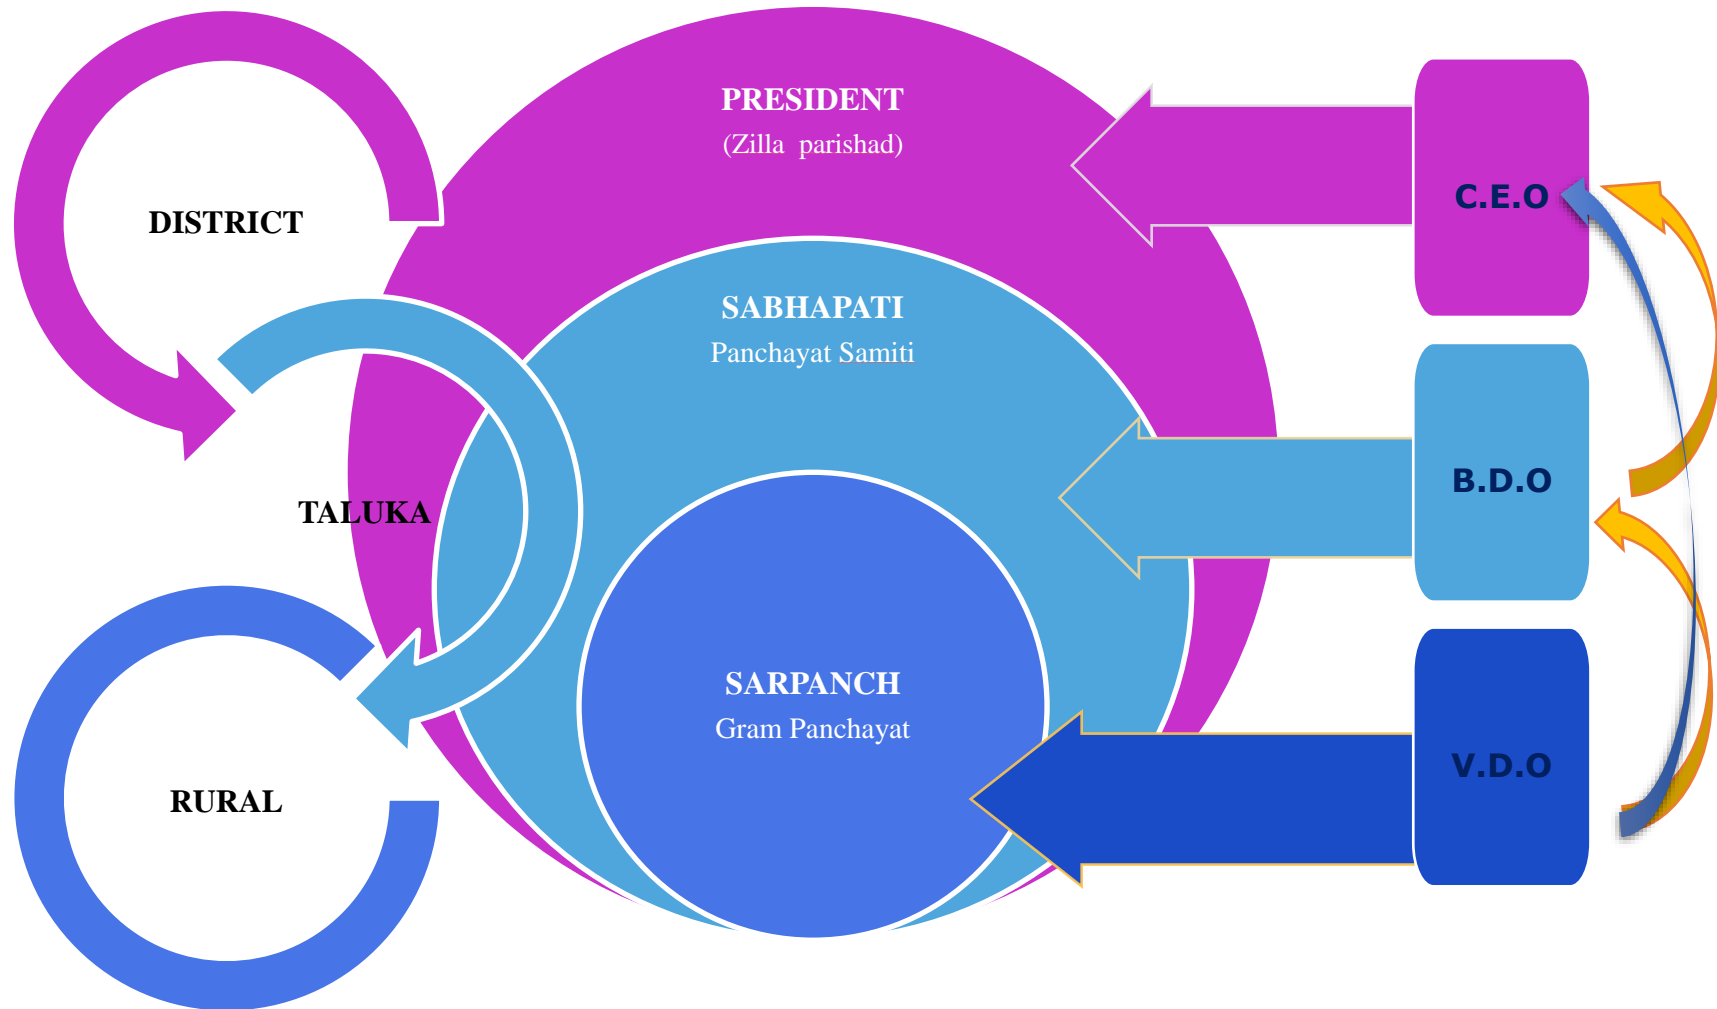 PRESIDENT
(Zilla parishad)
C.E.O
DISTRICT
SABHAPATI
Panchayat Samiti
B.D.O
TALUKA
SARPANCH
Gram Panchayat
V.D.O
RURAL